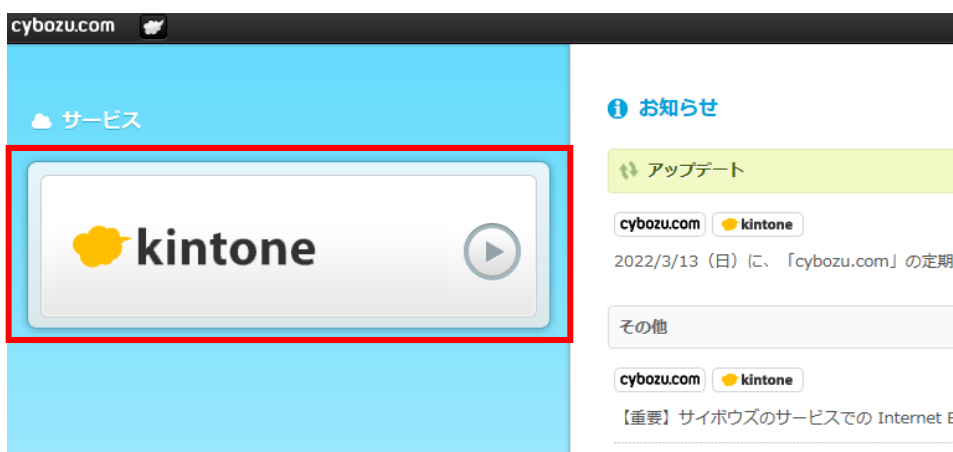 cybozu.com
サービス
kintone
お知らせ
アップデート
cybozu.com kintone
2022/3/13（日）に、「cybozu.com」の定期
その他
cybozu.com kintone
【重要】サイボウズのサービスでの Internet E